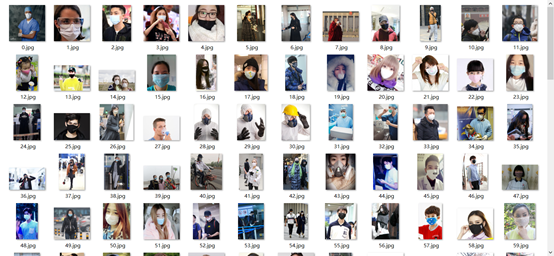 0.jpg 1.jpg 2.jpg 3.jpg 4.jpg 5.jpg 6.jpg 7.jpg 8.jpg 9.jpg 10.jpg 11.jpg
12.jpg 13.jpg 14.jpg 15.jpg 16.jpg 17.jpg 18.jpg 19.jpg 20.jpg 21.jpg 22.jpg 23.jpg
24.jpg 25.jpg 26.jpg 27.jpg 28.jpg 29.jpg 30.jpg 31.jpg 32.jpg 33.jpg 34.jpg 35.jpg
36.jpg 37.jpg 38.jpg 39.jpg 40.jpg 41.jpg 42.jpg 43.jpg 44.jpg 45.jpg 46.jpg 47.jpg
48.jpg 49.jpg 50.jpg 51.jpg 52.jpg 53.jpg 54.jpg 55.jpg 56.jpg 57.jpg 58.jpg 59.jpg